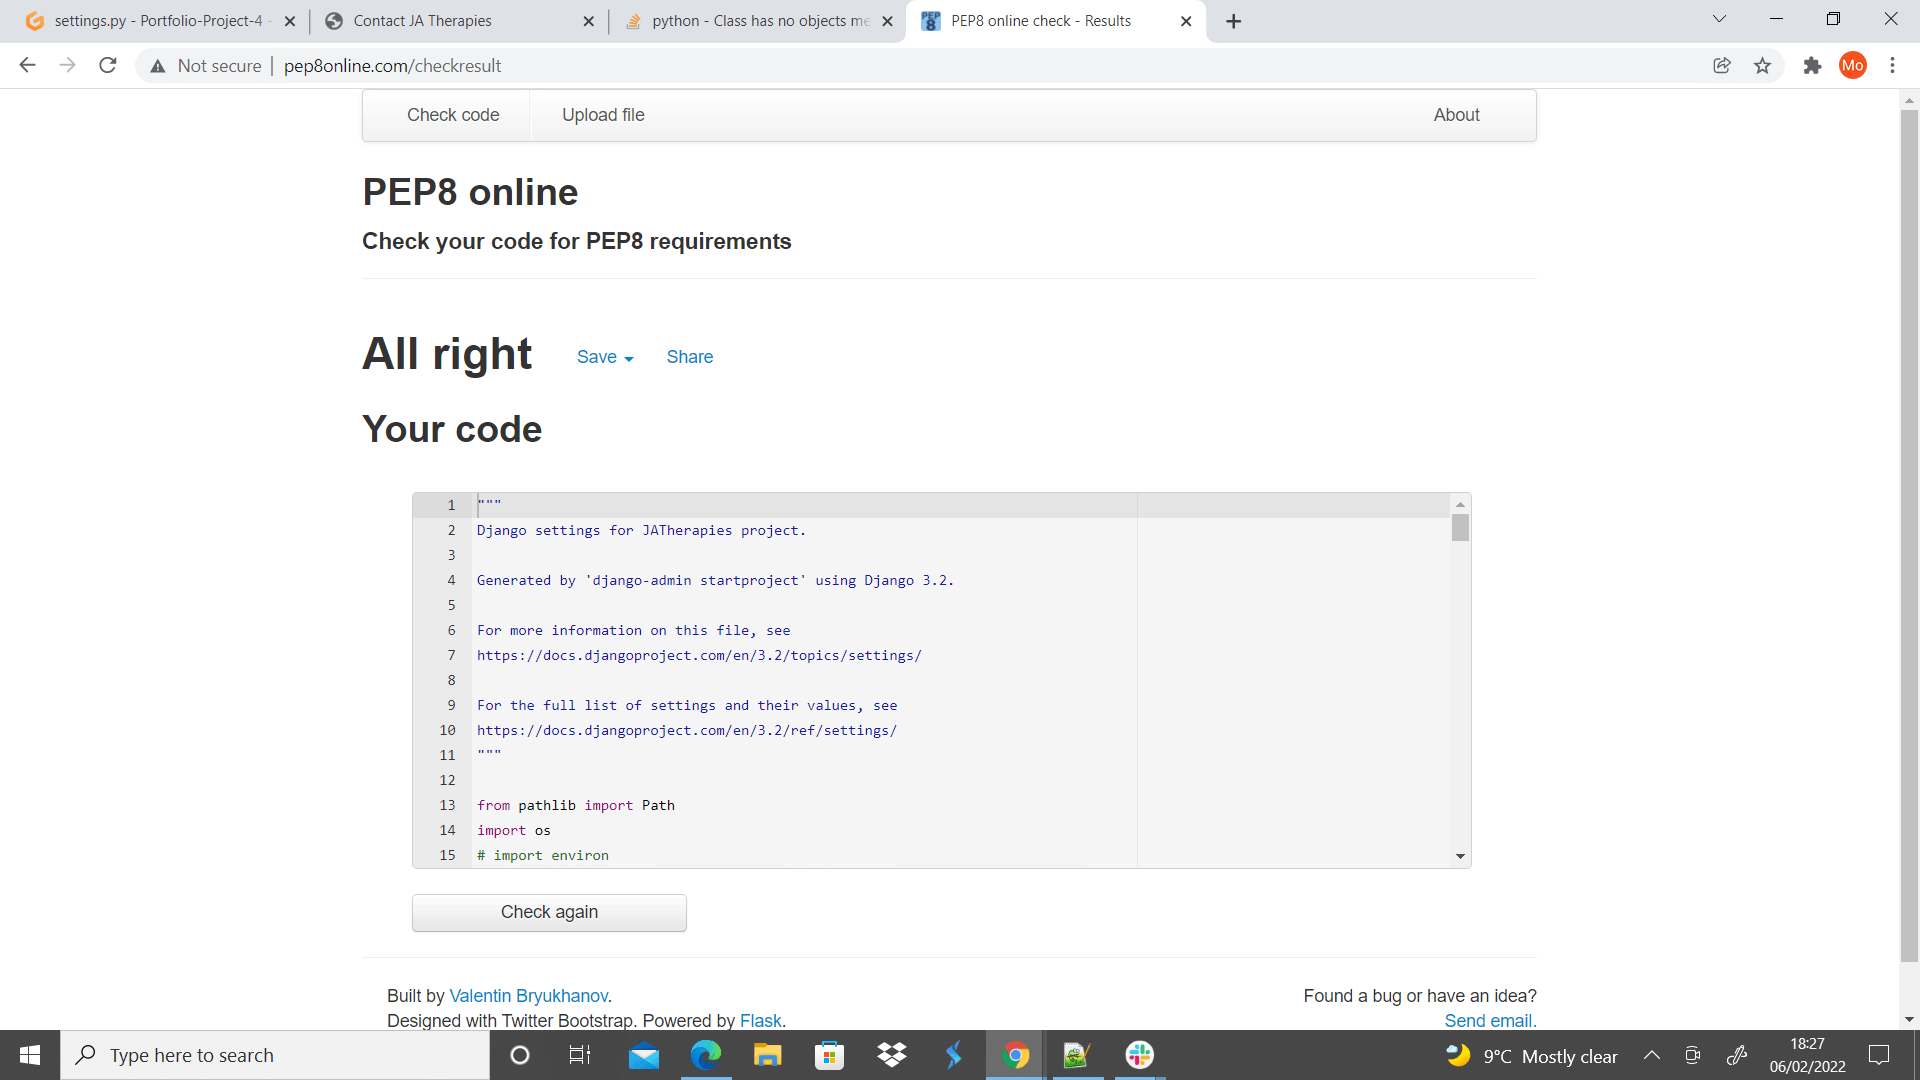 settings.py - Portfolio-Project-4 -
Contact JA Therapies
python - Class has no objects me
PEP8 online check - Results
Not secure
pep8online.com/checkresult
Mo
Check code
Upload file
About
PEP8 online
Check your code for PEP8 requirements
All right
Save
Share
Your code
1 """
2 Django settings for JATherapies project.
3
4 Generated by 'django-admin startproject' using Django 3.2.
5
6 For more information on this file, see
7 https://docs.djangoproject.com/en/3.2/topics/settings/
8
9 For the full list of settings and their values, see
10 https://docs.djangoproject.com/en/3.2/ref/settings/
11 """
12
13 from pathlib import Path
14 import os
15 # import environ
Check again
Built by Valentin Bryukhanov.
Designed with Twitter Bootstrap. Powered by Flask.
Found a bug or have an idea?
Send email.
Type here to search
9°C Mostly clear
18:27
06/02/2022